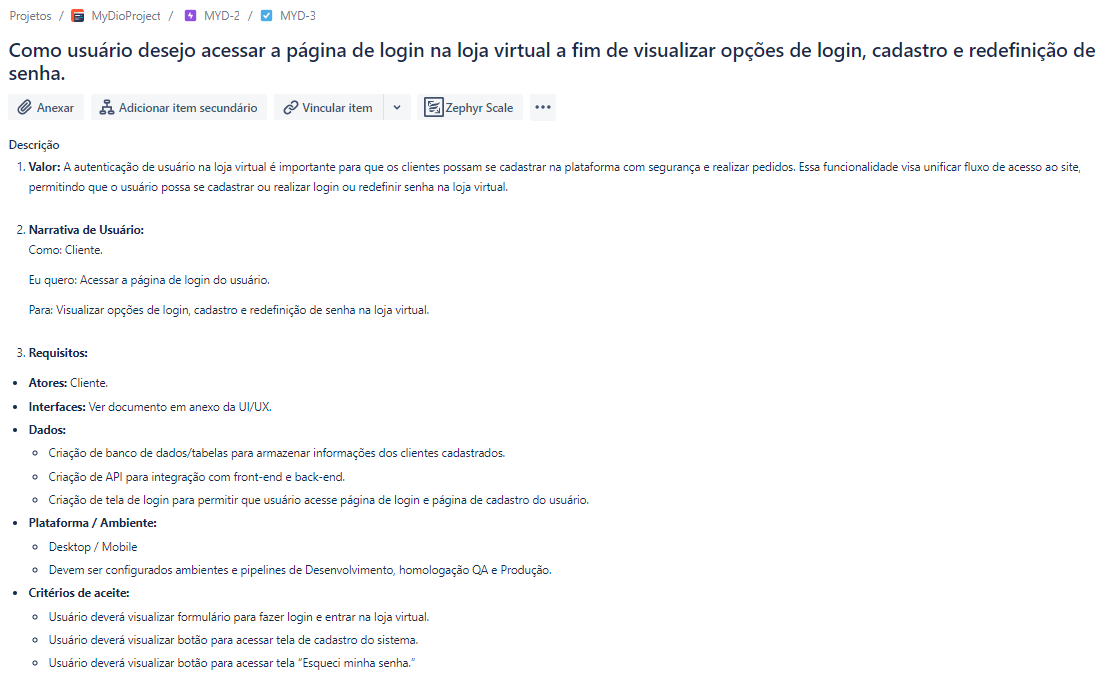 Projetos / MyDioProject / MYD-2 / MYD-3
Como usuário desejo acessar a página de login na loja virtual a fim de visualizar opções de login, cadastro e redefinição de
senha.
Anexar Adicionar item secundário Vincular item Zephyr Scale
Descrição
1. Valor: A autenticação de usuário na loja virtual é importante para que os clientes possam se cadastrar na plataforma com segurança e realizar pedidos. Essa funcionalidade visa unificar fluxo de acesso ao site,
permitindo que o usuário possa se cadastrar ou realizar login ou redefinir senha na loja virtual.
2. Narrativa de Usuário:
Como: Cliente.
Eu quero: Acessar a página de login do usuário.
Para: Visualizar opções de login, cadastro e redefinição de senha na loja virtual.
3. Requisitos:
• Atores: Cliente.
• Interfaces: Ver documento em anexo da UI/UX.
• Dados:
◦ Criação de banco de dados/tabelas para armazenar informações dos clientes cadastrados.
◦ Criação de API para integração com front-end e back-end.
◦ Criação de tela de login para permitir que usuário acesse página de login e página de cadastro do usuário.
• Plataforma / Ambiente:
◦ Desktop / Mobile
◦ Devem ser configurados ambientes e pipelines de Desenvolvimento, homologação QA e Produção.
• Critérios de aceite:
◦ Usuário deverá visualizar formulário para fazer login e entrar na loja virtual.
◦ Usuário deverá visualizar botão para acessar tela de cadastro do sistema.
◦ Usuário deverá visualizar botão para acessar tela “Esqueci minha senha.”